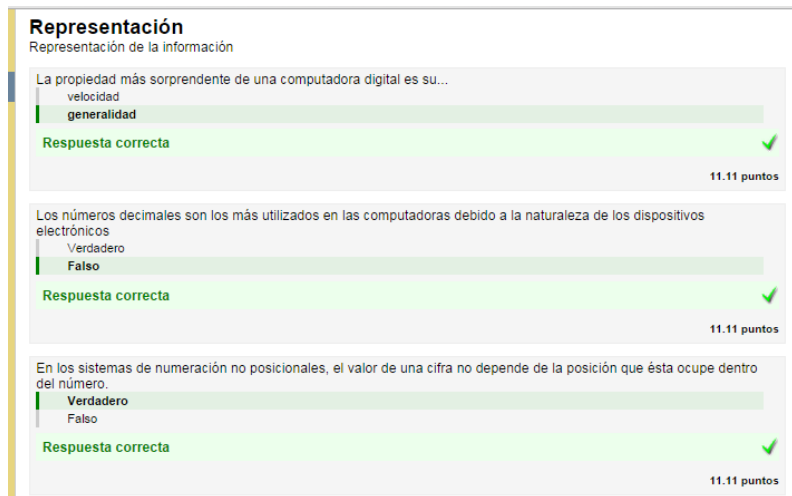 Representación
Representación de la información
La propiedad más sorprendente de una computadora digital es su...
velocidad
generalidad
Respuesta correcta
11.11 puntos
Los números decimales son los más utilizados en las computadoras debido a la naturaleza de los dispositivos
electrónicos
Verdadero
Falso
Respuesta correcta
11.11 puntos
En los sistemas de numeración no posicionales, el valor de una cifra no depende de la posición que ésta ocupe dentro
del número.
Verdadero
Falso
Respuesta correcta
11.11 puntos